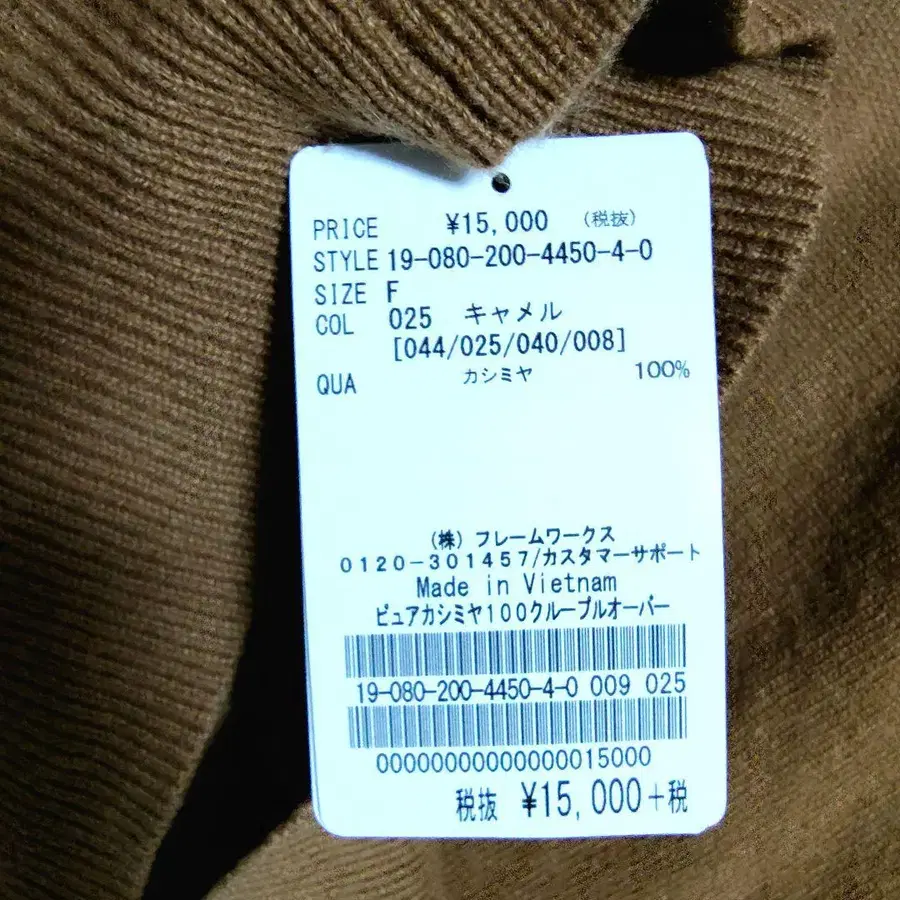 PRICE ¥15,000 (税抜)
STYLE 19-080-200-4450-4-0
SIZE F
COL 025 キャメル
[044/025/040/008]
QUA カシミヤ 100%
(株) フレームワークス
0120-301457/カスタマーサポート
Made in Vietnam
ピュアカシミヤ100クループルオーバー
19-080-200-4450-4-0 009 025
00000000000000015000
税抜 ¥15,000+税